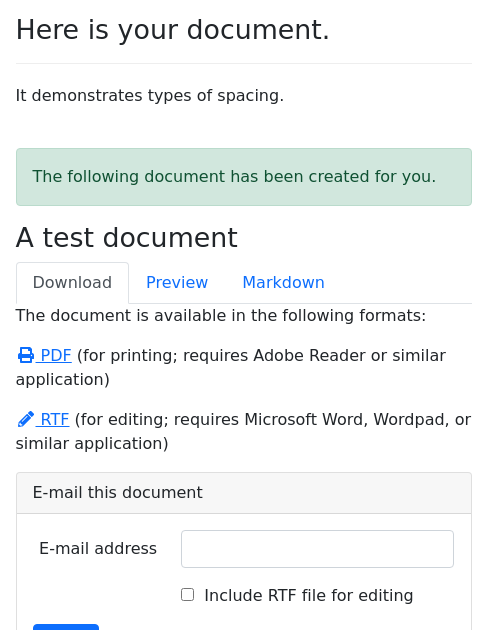 Here is your document.
It demonstrates types of spacing.
The following document has been created for you.
A test document
Download Preview Markdown
The document is available in the following formats:
PDF (for printing; requires Adobe Reader or similar
application)
RTF (for editing; requires Microsoft Word, Wordpad, or
similar application)
E-mail this document
E-mail address
Include RTF file for editing